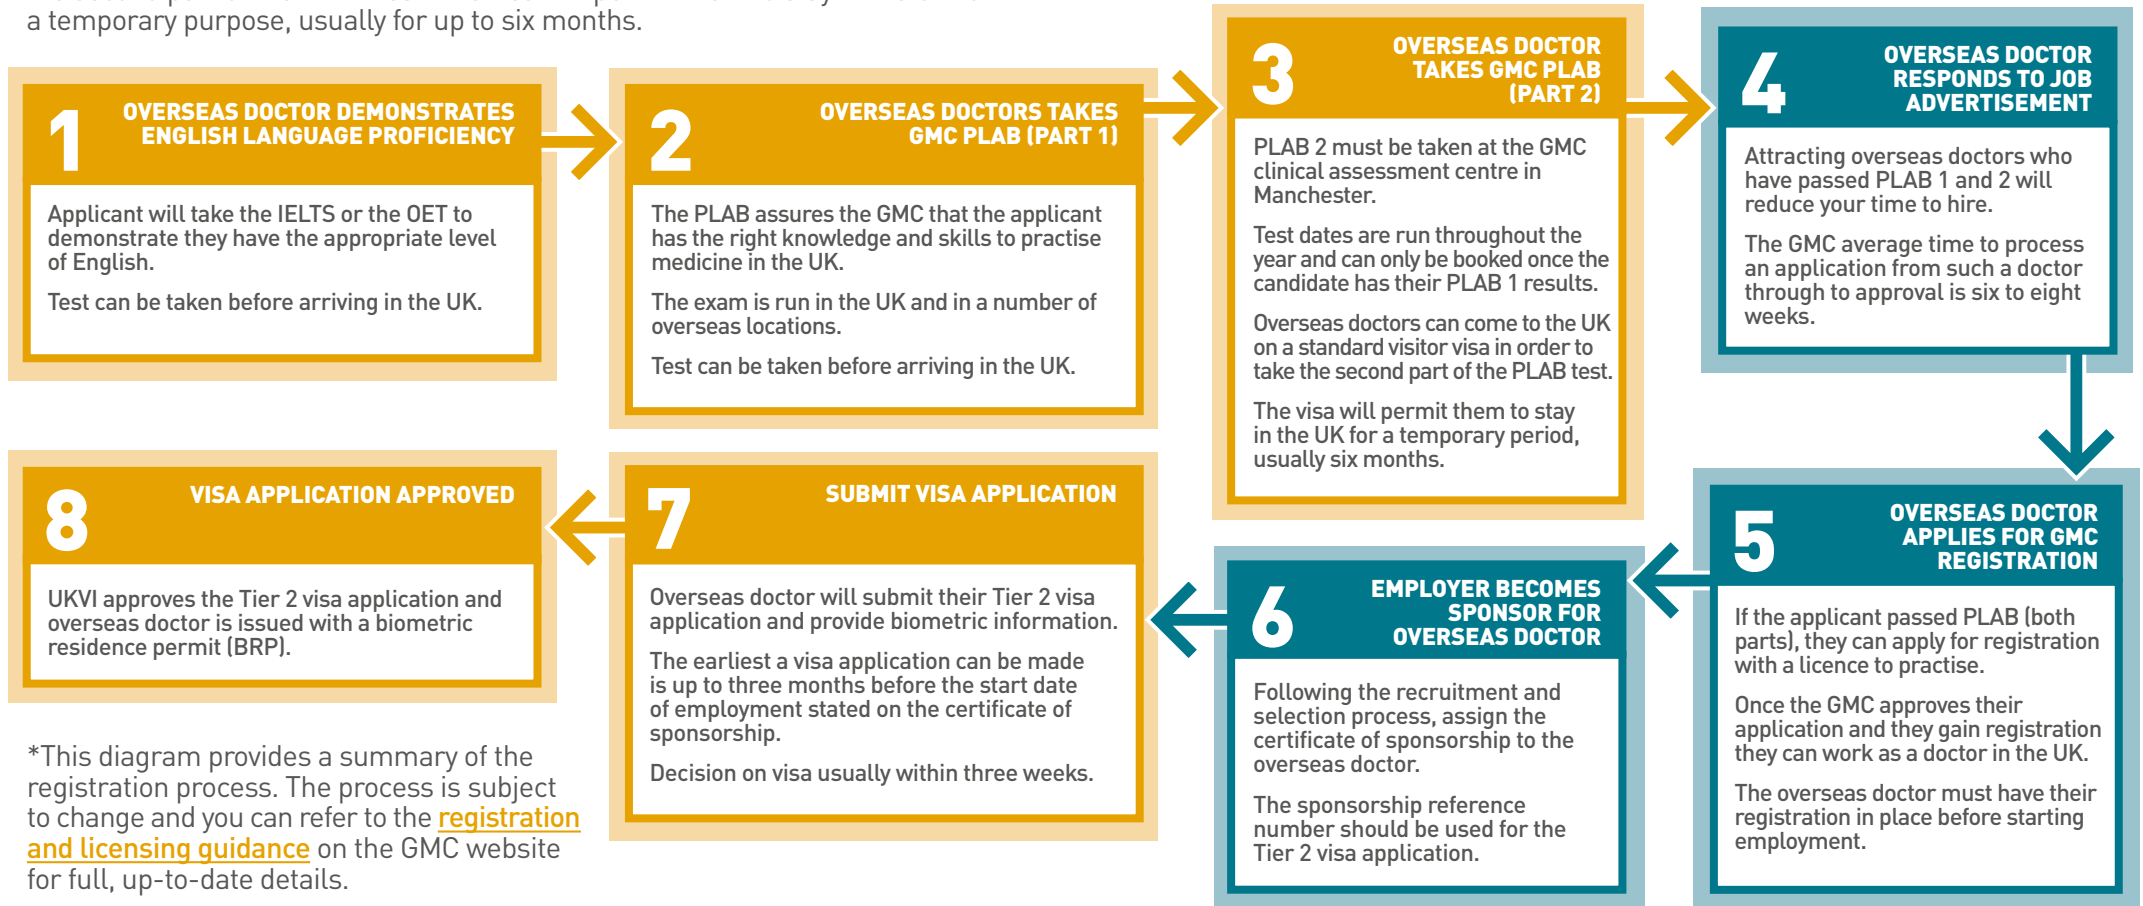 a temporary purpose, usually for up to six months.
1
OVERSEAS DOCTOR DEMONSTRATES
ENGLISH LANGUAGE PROFICIENCY
Applicant will take the IELTS or the OET to
demonstrate they have the appropriate level
of English.
Test can be taken before arriving in the UK.
2
OVERSEAS DOCTORS TAKES
GMC PLAB (PART 1)
The PLAB assures the GMC that the applicant
has the right knowledge and skills to practise
medicine in the UK.
The exam is run in the UK and in a number of
overseas locations.
Test can be taken before arriving in the UK.
3
OVERSEAS DOCTOR
TAKES GMC PLAB
(PART 2)
PLAB 2 must be taken at the GMC
clinical assessment centre in
Manchester.
Test dates are run throughout the
year and can only be booked once the
candidate has their PLAB 1 results.
Overseas doctors can come to the UK
on a standard visitor visa in order to
take the second part of the PLAB test.
The visa will permit them to stay
in the UK for a temporary period,
usually six months.
4
OVERSEAS DOCTOR
RESPONDS TO JOB
ADVERTISEMENT
Attracting overseas doctors who
have passed PLAB 1 and 2 will
reduce your time to hire.
The GMC average time to process
an application from such a doctor
through to approval is six to eight
weeks.
5
OVERSEAS DOCTOR
APPLIES FOR GMC
REGISTRATION
If the applicant passed PLAB (both
parts), they can apply for registration
with a licence to practise.
Once the GMC approves their
application and they gain registration
they can work as a doctor in the UK.
The overseas doctor must have their
registration in place before starting
employment.
6
EMPLOYER BECOMES
SPONSOR FOR
OVERSEAS DOCTOR
Following the recruitment and
selection process, assign the
certificate of sponsorship to the
overseas doctor.
The sponsorship reference
number should be used for the
Tier 2 visa application.
7
SUBMIT VISA APPLICATION
Overseas doctor will submit their Tier 2 visa
application and provide biometric information.
The earliest a visa application can be made
is up to three months before the start date
of employment stated on the certificate of
sponsorship.
Decision on visa usually within three weeks.
8
VISA APPLICATION APPROVED
UKVI approves the Tier 2 visa application and
overseas doctor is issued with a biometric
residence permit (BRP).
*This diagram provides a summary of the
registration process. The process is subject
to change and you can refer to the registration
and licensing guidance on the GMC website
for full, up-to-date details.